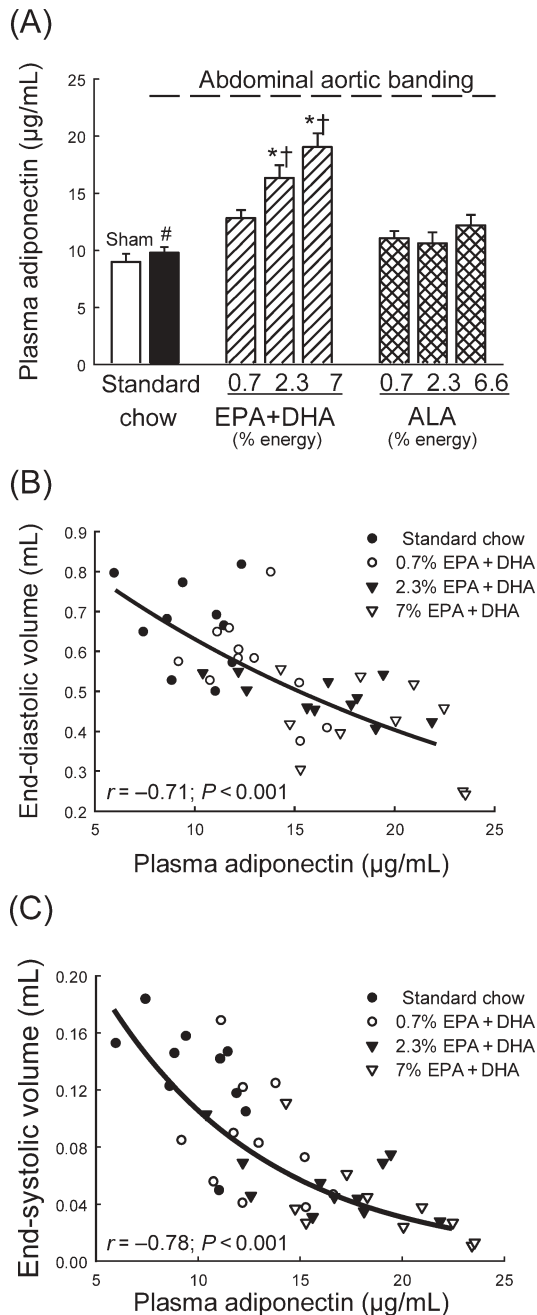 (A)
Abdominal aortic banding
Plasma adiponectin (µg/mL)
25
20
15
10
5
0
Sham
#
*†
*†
Standard
chow
0.7 2.3 7
EPA+DHA
(% energy)
0.7 2.3 6.6
ALA
(% energy)
(B)
End-diastolic volume (mL)
0.9
0.8
0.7
0.6
0.5
0.4
0.3
0.2
Standard chow
0.7% EPA + DHA
2.3% EPA + DHA
7% EPA + DHA
r = –0.71; P < 0.001
5 10 15 20 25
Plasma adiponectin (µg/mL)
(C)
End-systolic volume (mL)
0.20
0.16
0.12
0.08
0.04
0.00
Standard chow
0.7% EPA + DHA
2.3% EPA + DHA
7% EPA + DHA
r = –0.78; P < 0.001
5 10 15 20 25
Plasma adiponectin (µg/mL)